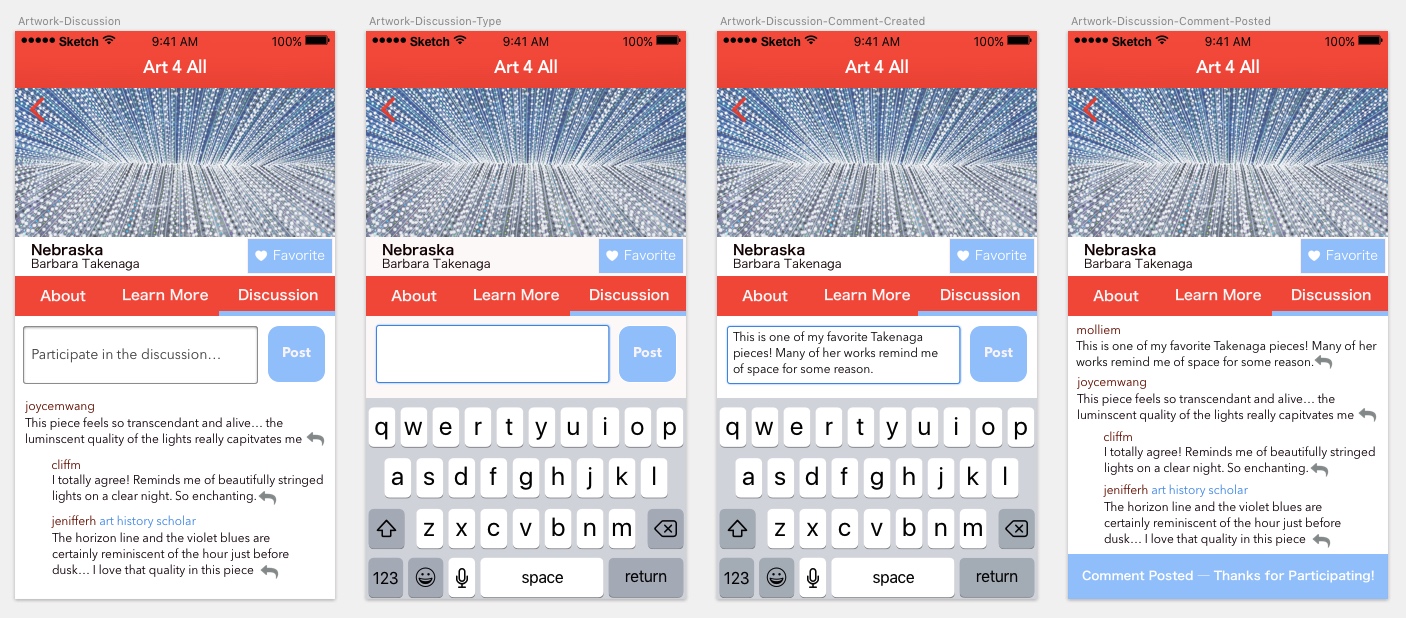 Artwork-Discussion
Sketch 9:41 AM 100%
Art 4 All
Nebraska
Barbara Takenaga
Favorite
About Learn More Discussion
Participate in the discussion...
Post
joycemwang
This piece feels so transcendant and alive... the
luminscent quality of the lights really capitvates me
cliffm
I totally agree! Reminds me of beautifully stringed
lights on a clear night. So enchanting.
jenifferh art history scholar
The horizon line and the violet blues are
certainly reminiscent of the hour just before
dusk... I love that quality in this piece
Artwork-Discussion-Type
Sketch 9:41 AM 100%
Art 4 All
Nebraska
Barbara Takenaga
Favorite
About Learn More Discussion
Post
q w e r t y u i o p
a s d f g h j k l
z x c v b n m
123 space return
Artwork-Discussion-Comment-Created
Sketch 9:41 AM 100%
Art 4 All
Nebraska
Barbara Takenaga
Favorite
About Learn More Discussion
This is one of my favorite Takenaga
pieces! Many of her works remind me
of space for some reason.
Post
q w e r t y u i o p
a s d f g h j k l
z x c v b n m
123 space return
Artwork-Discussion-Comment-Posted
Sketch 9:41 AM 100%
Art 4 All
Nebraska
Barbara Takenaga
Favorite
About Learn More Discussion
molliem
This is one of my favorite Takenaga pieces! Many of her
works remind me of space for some reason.
joycemwang
This piece feels so transcendant and alive... the
luminscent quality of the lights really capitvates me
cliffm
I totally agree! Reminds me of beautifully stringed
lights on a clear night. So enchanting.
jenifferh art history scholar
The horizon line and the violet blues are
certainly reminiscent of the hour just before
dusk... I love that quality in this piece
Comment Posted — Thanks for Participating!